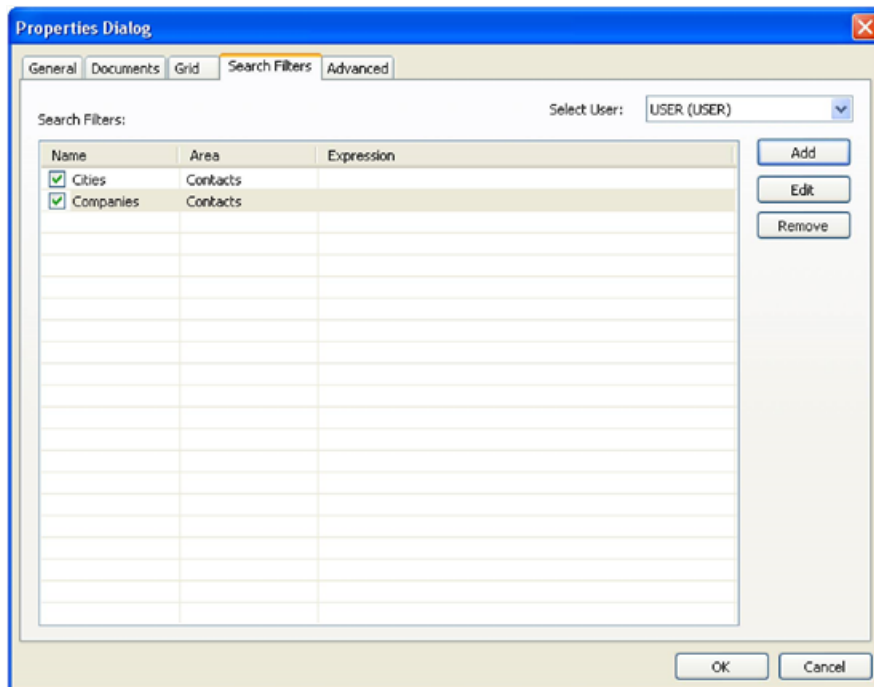 Properties Dialog
General Documents Grid Search Filters Advanced
Select User: USER (USER)
Search Filters:
Name Area Expression
Cities Contacts
Companies Contacts
Add
Edit
Remove
OK Cancel